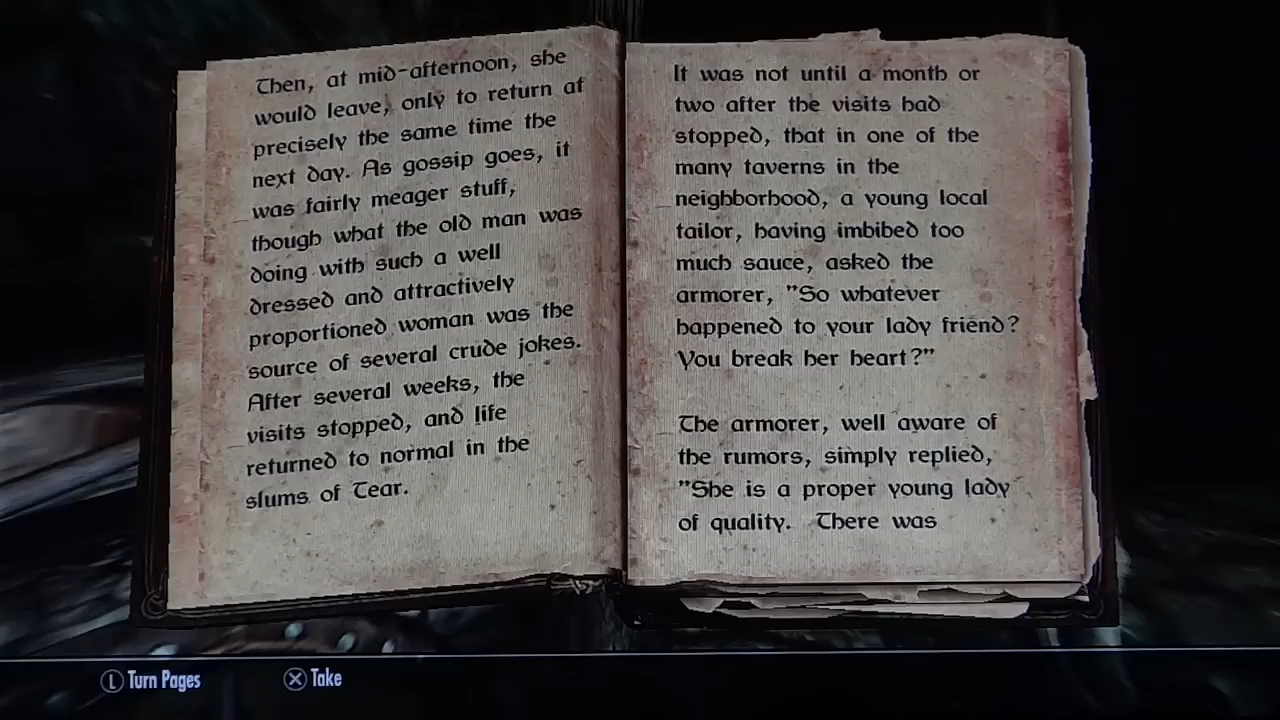 Then, at mid-afternoon, she
would leave, only to return at
precisely the same time the
next day. As gossip goes, it
was fairly meager stuff,
though what the old man was
doing with such a well
dressed and attractively
proportioned woman was the
source of several crude jokes.
After several weeks, the
visits stopped, and life
returned to normal in the
slums of Tear.
It was not until a month or
two after the visits had
stopped, that in one of the
many taverns in the
neighborhood, a young local
tailor, having imbibed too
much sauce, asked the
armorer, "So whatever
happened to your lady friend?
You break her heart?"
The armorer, well aware of
the rumors, simply replied,
"She is a proper young lady
of quality. There was
L Turn Pages
X Take